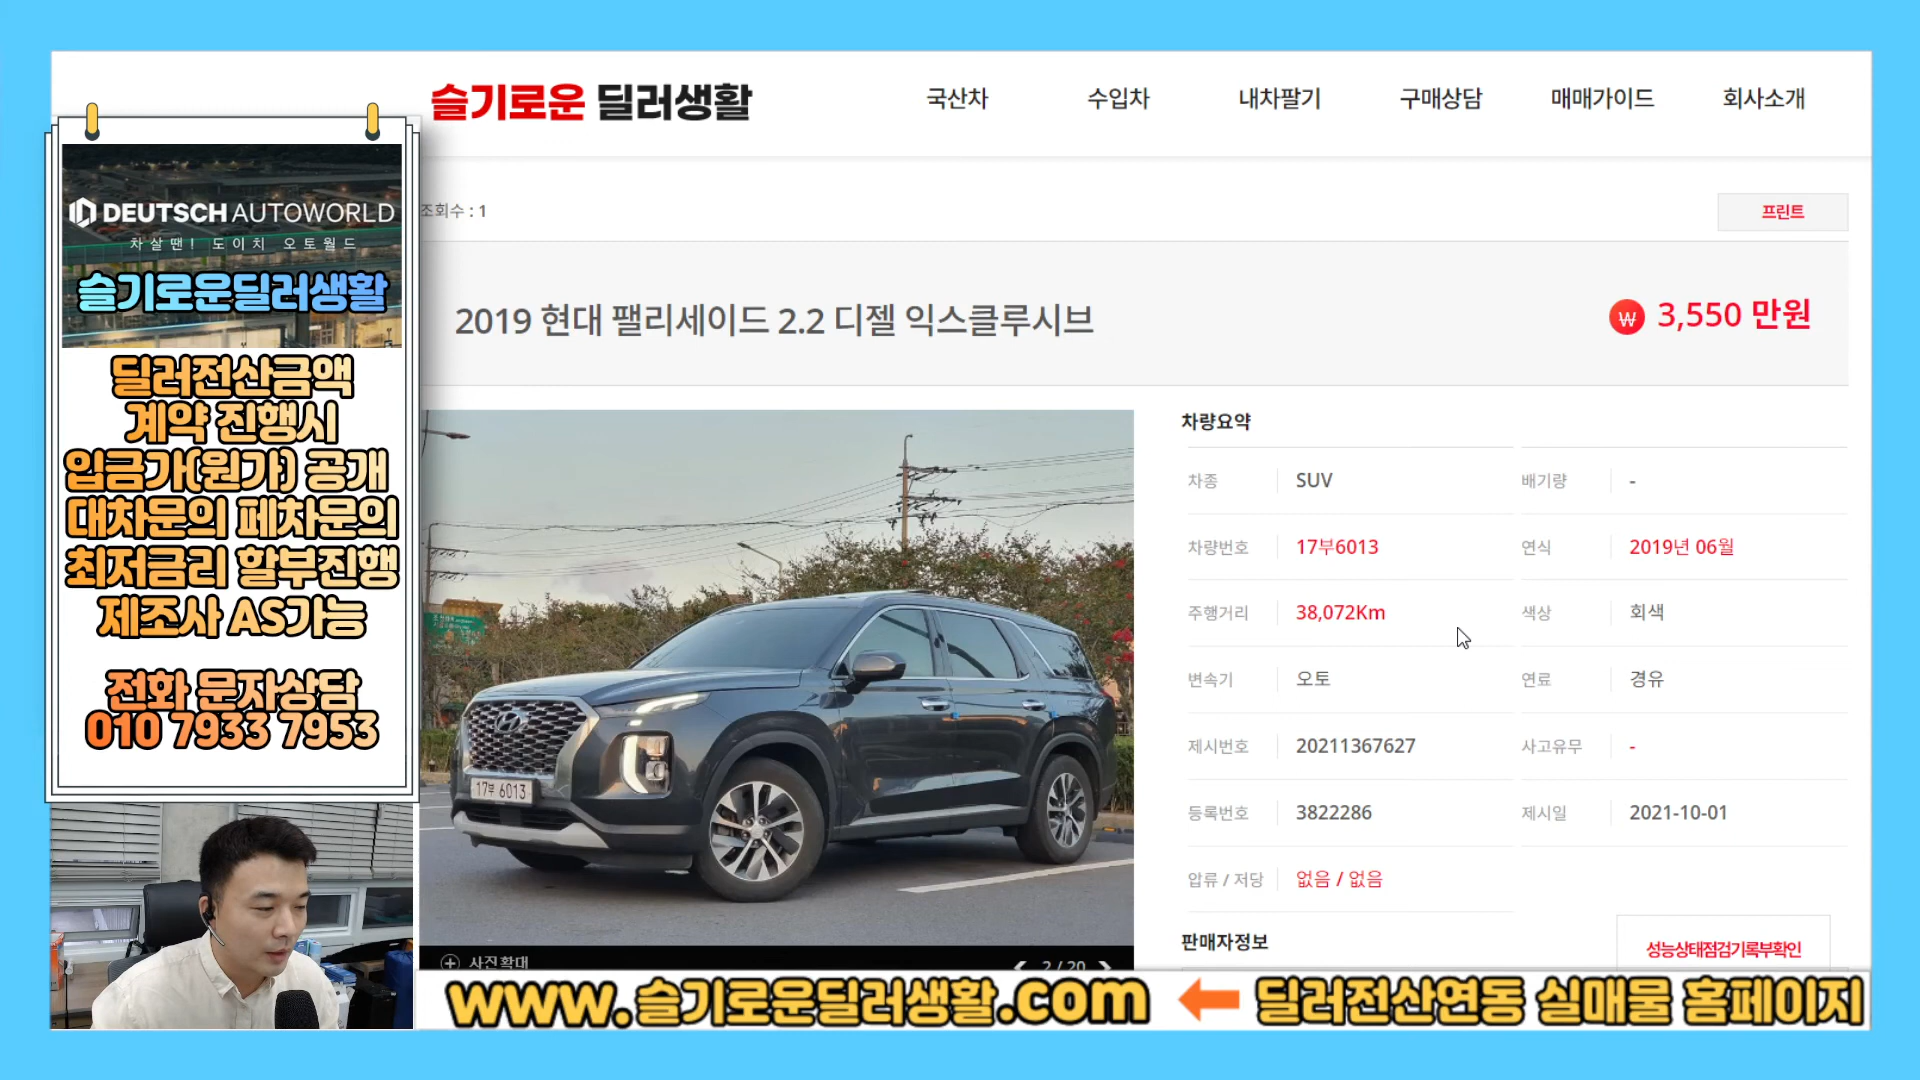 슬기로운 딜러생활
국산차 수입차 내차팔기 구매상담 매매가이드 회사소개
DEUTSCH AUTOWORLD
차살땐! 도이치 오토월드
슬기로운딜러생활
딜러전산금액
계약 진행시
입금가(원가) 공개
대차문의 폐차문의
최저금리 할부진행
제조사 AS가능
전화 문자상담
010 7933 7953
조회수 : 1
프린트
2019 현대 팰리세이드 2.2 디젤 익스클루시브
₩ 3,550 만원
17부 6013
사진확대
2 / 20
차량요약
차종 SUV 배기량 -
차량번호 17부6013 연식 2019년 06월
주행거리 38,072Km 색상 회색
변속기 오토 연료 경유
제시번호 20211367627 사고유무 -
등록번호 3822286 제시일 2021-10-01
압류 / 저당 없음 / 없음
판매자정보
성능상태점검기록부확인
www.슬기로운딜러생활.com ← 딜러전산연동 실매물 홈페이지